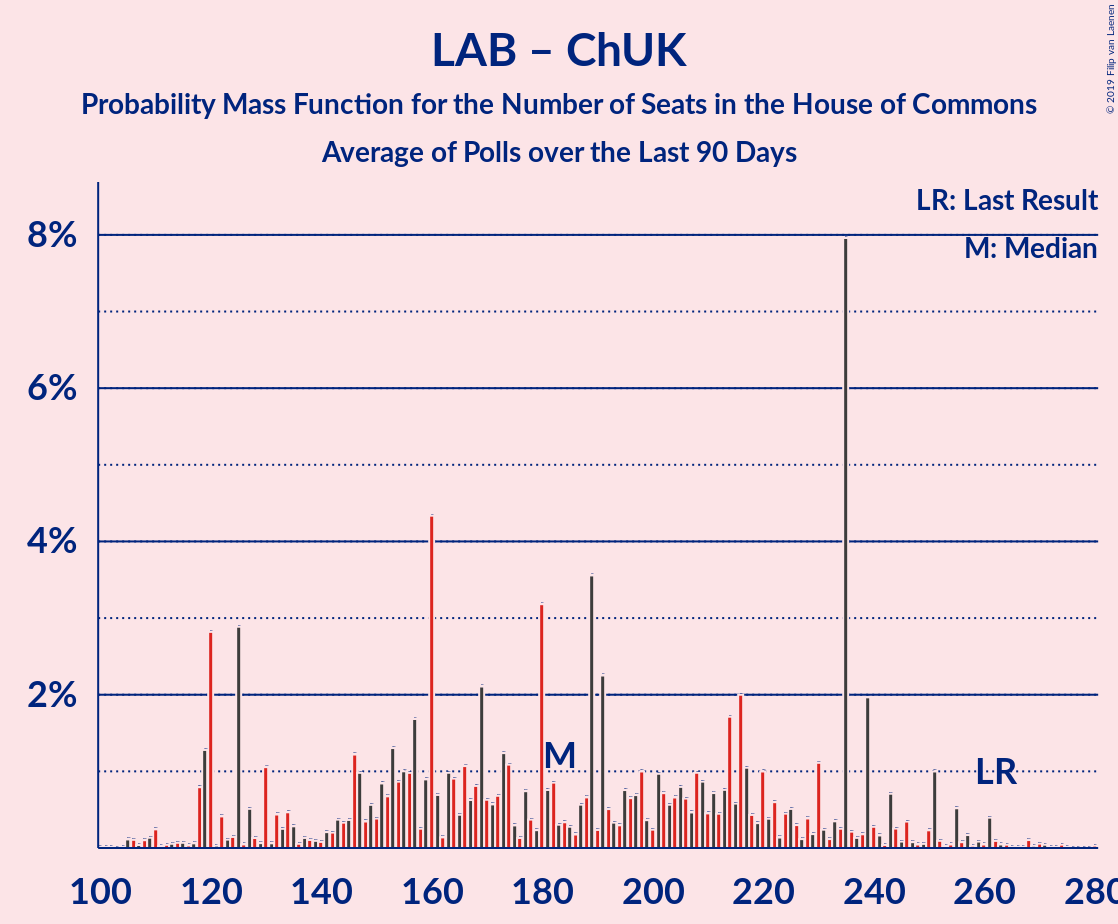 LAB – ChUK
Probability Mass Function for the Number of Seats in the House of Commons
Average of Polls over the Last 90 Days
© 2019 Filip van Laenen
LR: Last Result
M: Median
8%
6%
4%
2%
M
LR
100 120 140 160 180 200 220 240 260 280